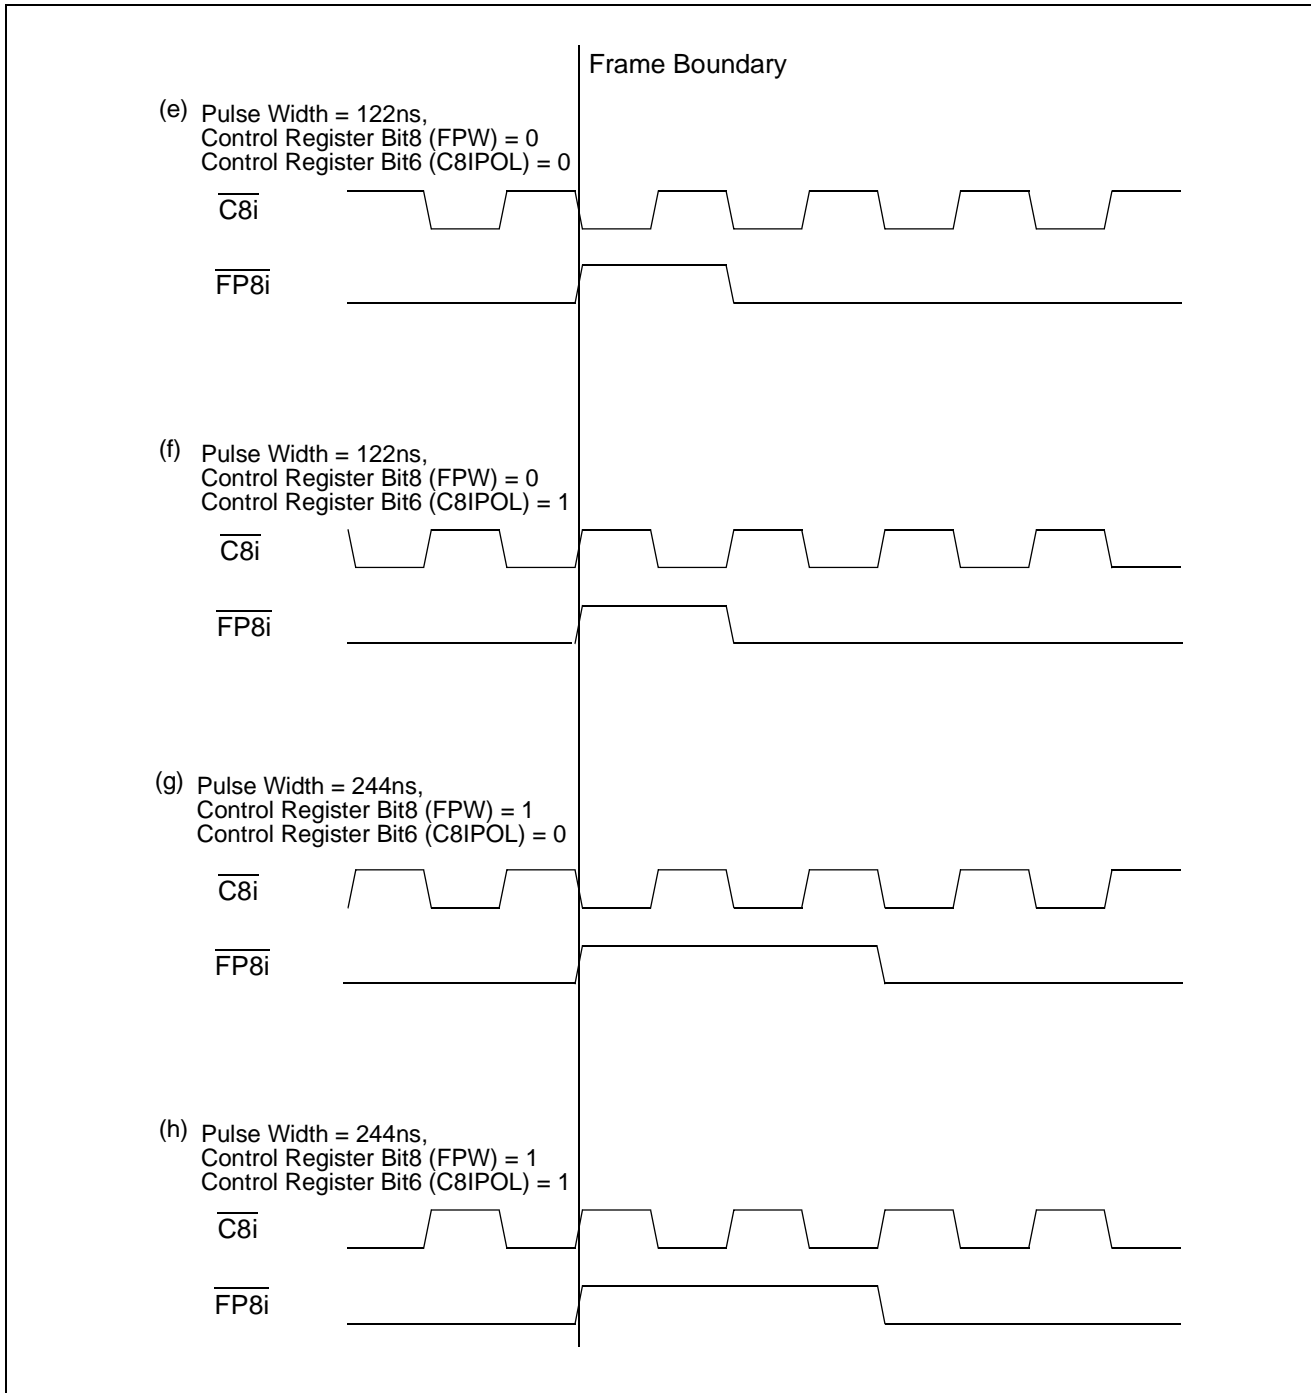 Frame Boundary
(e) Pulse Width = 122ns,
Control Register Bit8 (FPW) = 0
Control Register Bit6 (C8IPOL) = 0
C8i
FP8i
(f) Pulse Width = 122ns,
Control Register Bit8 (FPW) = 0
Control Register Bit6 (C8IPOL) = 1
C8i
FP8i
(g) Pulse Width = 244ns,
Control Register Bit8 (FPW) = 1
Control Register Bit6 (C8IPOL) = 0
C8i
FP8i
(h) Pulse Width = 244ns,
Control Register Bit8 (FPW) = 1
Control Register Bit6 (C8IPOL) = 1
C8i
FP8i